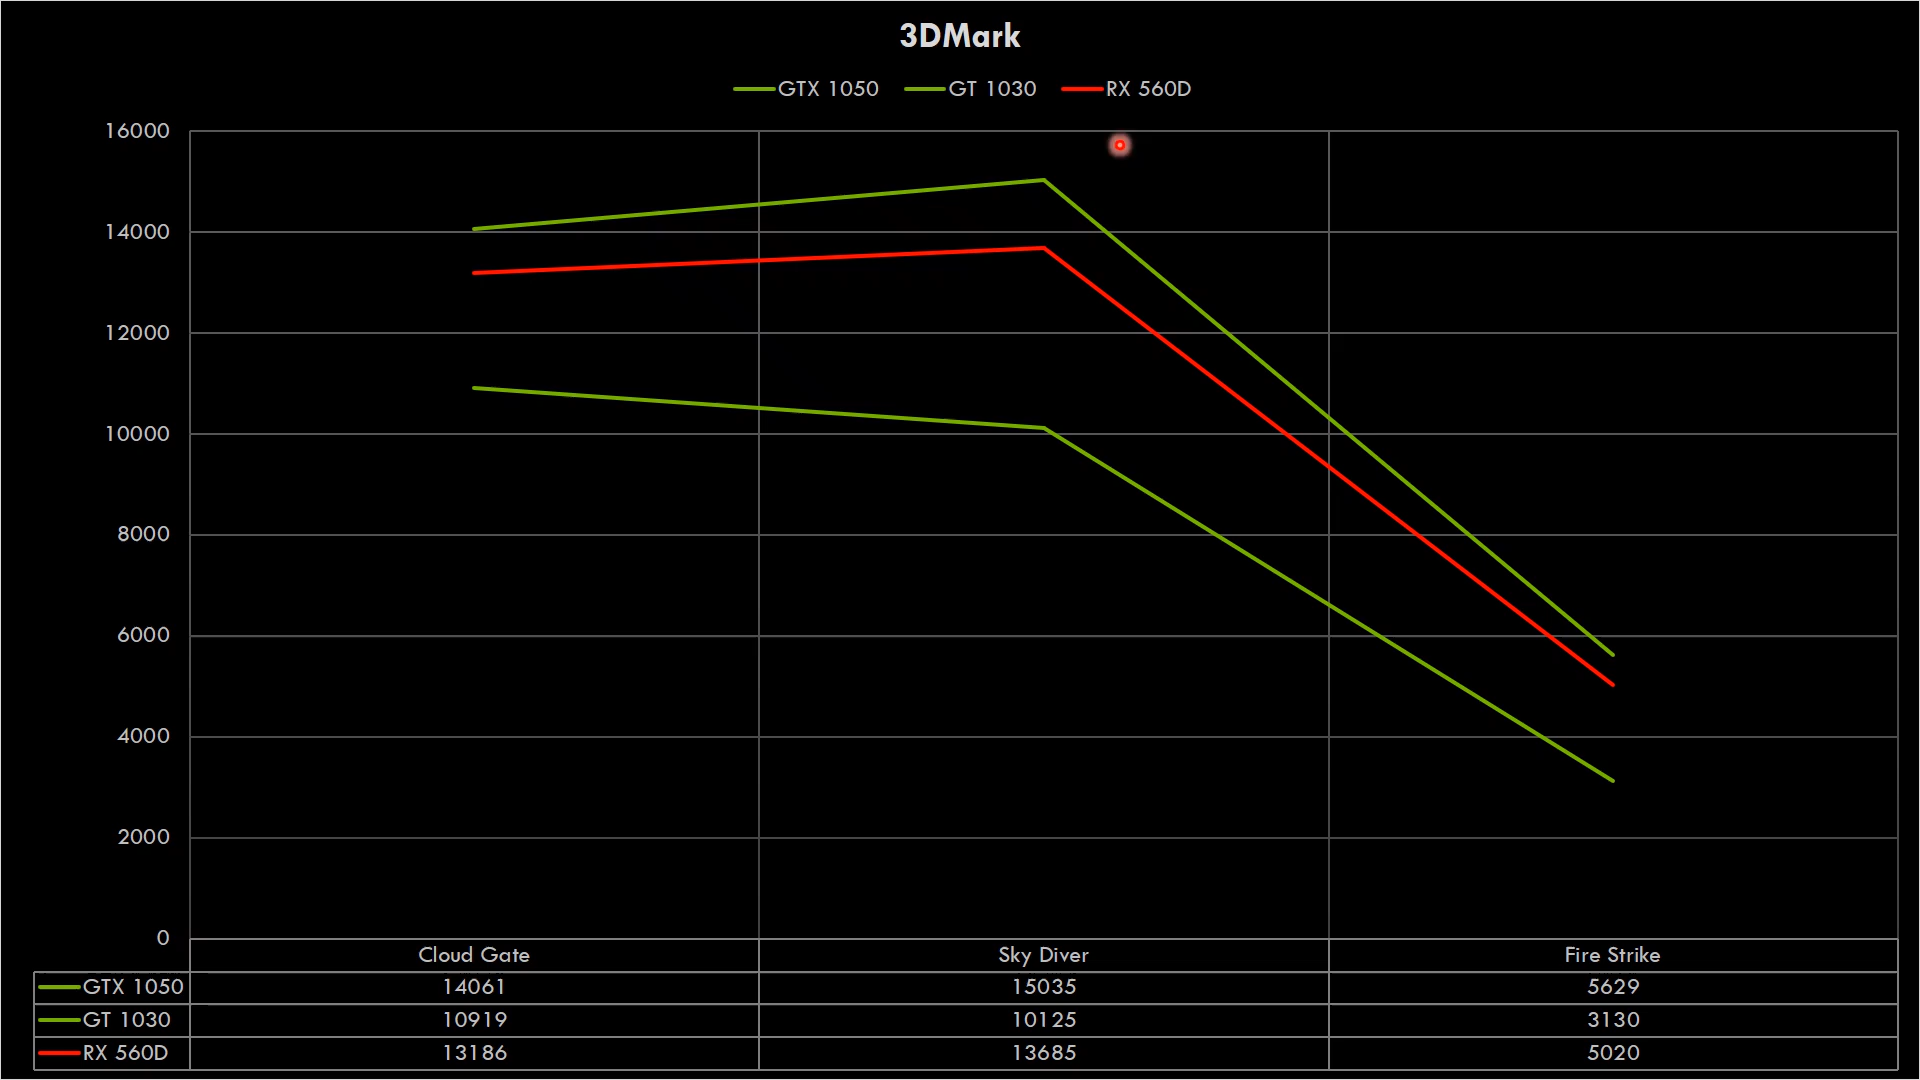 3DMark
GTX 1050 GT 1030 RX 560D
16000
14000
12000
10000
8000
6000
4000
2000
0
Cloud Gate Sky Diver Fire Strike
GTX 1050 14061 15035 5629
GT 1030 10919 10125 3130
RX 560D 13186 13685 5020